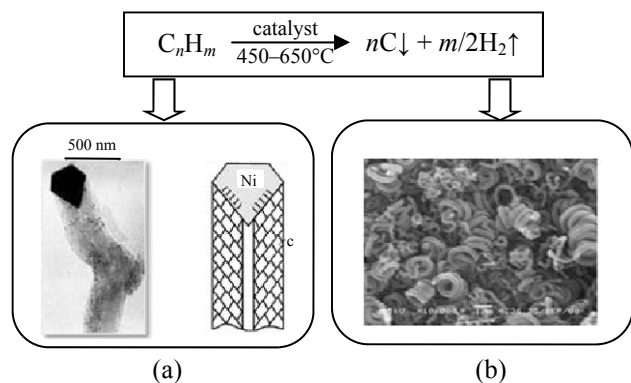 catalyst
CnHm → nC↓ + m/2H2↑
450–650°C
500 nm
Ni
c
(a)
(b)